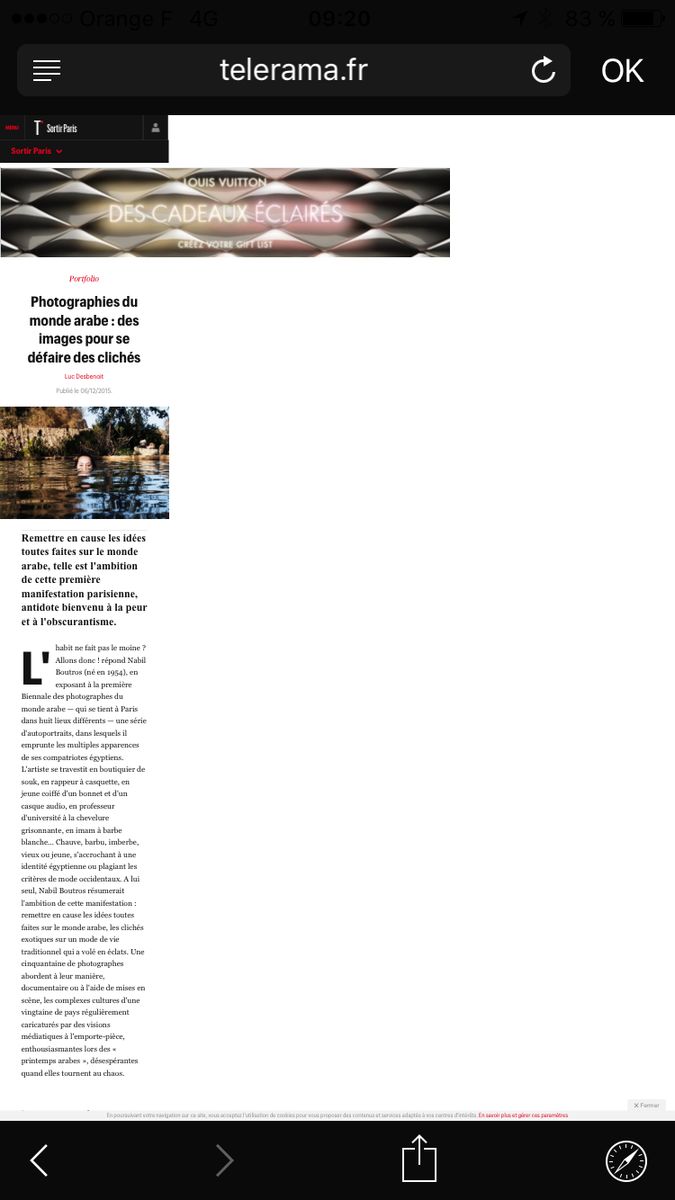 Orange F 4G 09:20 83 %
telerama.fr OK
MENU T Sortir Paris
Sortir Paris
LOUIS VUITTON
DES CADEAUX ÉCLAIRÉS
CRÉEZ VOTRE GIFT LIST
Portfolio
Photographies du
monde arabe : des
images pour se
défaire des clichés
Luc Desbenoit
Publié le 06/12/2015.
Remettre en cause les idées
toutes faites sur le monde
arabe, telle est l'ambition
de cette première
manifestation parisienne,
antidote bienvenu à la peur
et à l'obscurantisme.
L'habit ne fait pas le moine ?
Allons donc ! répond Nabil
Boutros (né en 1954), en
exposant à la première
Biennale des photographes du
monde arabe — qui se tient à Paris
dans huit lieux différents — une série
d'autoportraits, dans lesquels il
emprunte les multiples apparences
de ses compatriotes égyptiens.
L'artiste se travestit en boutiquier de
souk, en rappeur à casquette, en
jeune coiffé d'un bonnet et d'un
casque audio, en professeur
d'université à la chevelure
grisonnante, en imam à barbe
blanche... Chauve, barbu, imberbe,
vieux ou jeune, s'accrochant à une
identité égyptienne ou plagiant les
critères de mode occidentaux. A lui
seul, Nabil Boutros résumerait
l'ambition de cette manifestation :
remettre en cause les idées toutes
faites sur le monde arabe, les clichés
exotiques sur un mode de vie
traditionnel qui a volé en éclats. Une
cinquantaine de photographes
abordent à leur manière,
documentaire ou à l'aide de mises en
scène, les complexes cultures d'une
vingtaine de pays régulièrement
caricaturés par des visions
médiatiques à l'emporte-pièce,
enthousiasmantes lors des «
printemps arabes », désespérantes
quand elles tournent au chaos.
✕ Fermer
En poursuivant votre navigation sur ce site, vous acceptez l'utilisation de cookies pour vous proposer des contenus et services adaptés à vos centres d'intérêts. En savoir plus et gérer ces paramètres